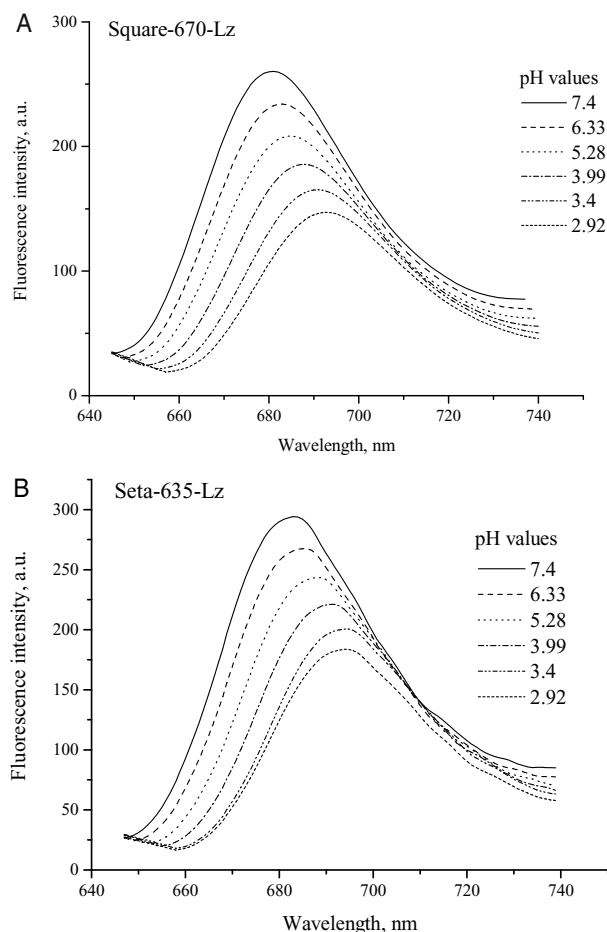 A
Square-670-Lz
pH values
7.4
6.33
5.28
3.99
3.4
2.92
Fluorescence intensity, a.u.
300
200
100
0
640 660 680 700 720 740
Wavelength, nm
B
Seta-635-Lz
pH values
7.4
6.33
5.28
3.99
3.4
2.92
Fluorescence intensity, a.u.
300
250
200
150
100
50
0
640 660 680 700 720 740 760
Wavelength, nm